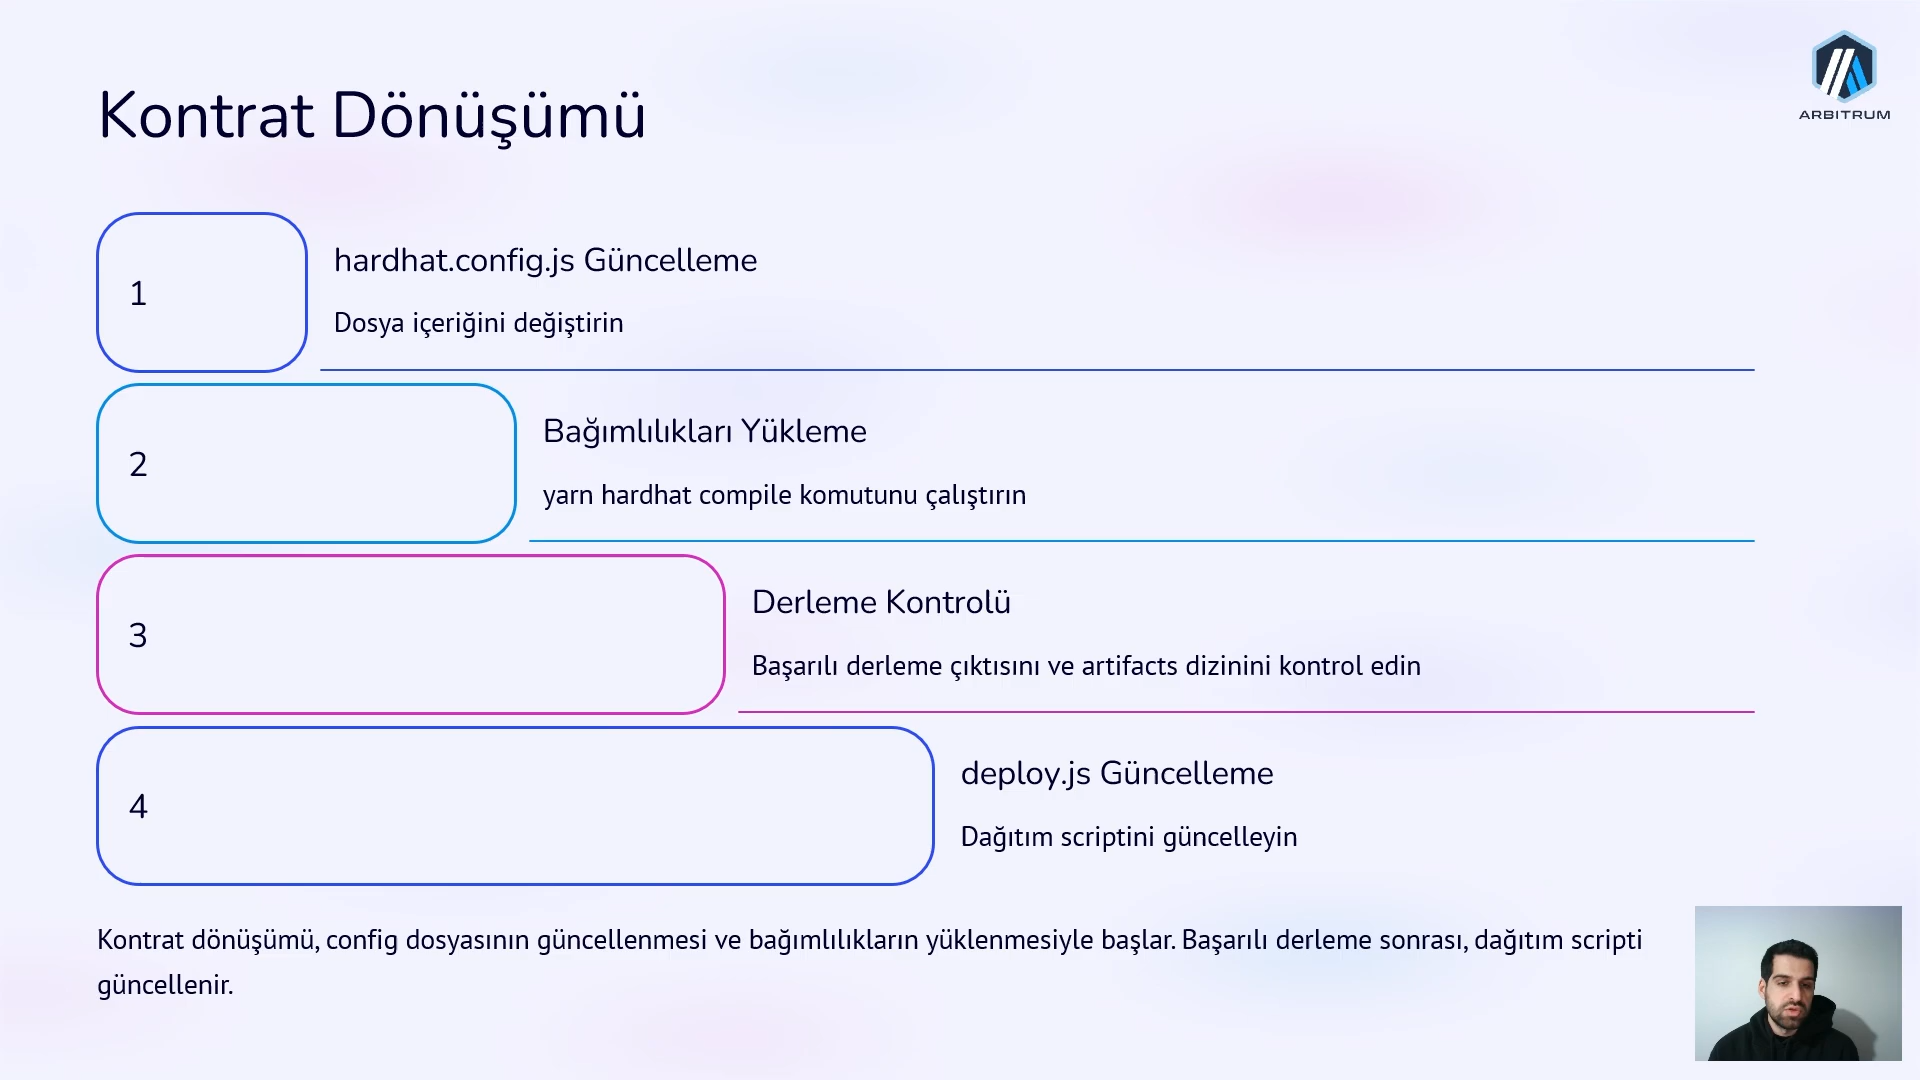 Kontrat Dönüşümü
ARBITRUM
1
hardhat.config.js Güncelleme
Dosya içeriğini değiştirin
2
Bağımlılıkları Yükleme
yarn hardhat compile komutunu çalıştırın
3
Derleme Kontrolü
Başarılı derleme çıktısını ve artifacts dizinini kontrol edin
4
deploy.js Güncelleme
Dağıtım scriptini güncelleyin
Kontrat dönüşümü, config dosyasının güncellenmesi ve bağımlılıkların yüklenmesiyle başlar. Başarılı derleme sonrası, dağıtım scripti
güncellenir.